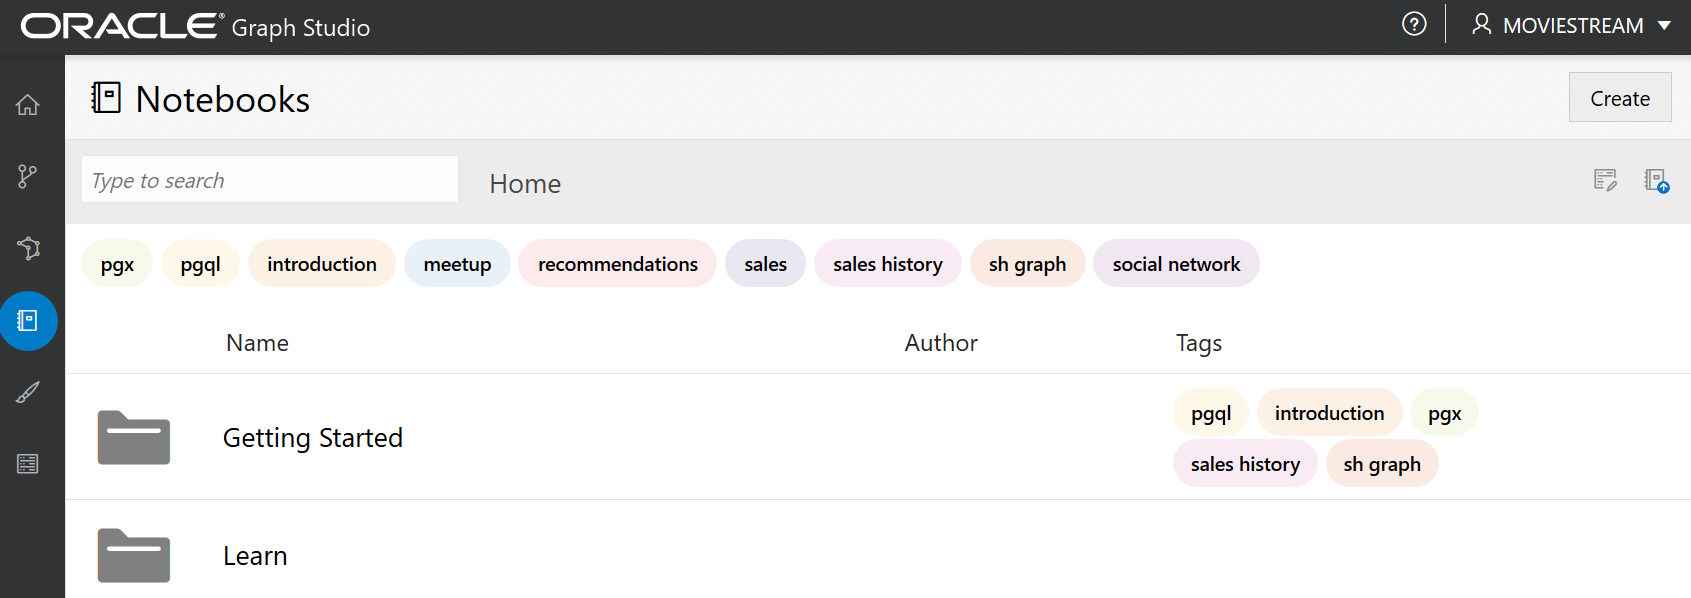 ORACLE® Graph Studio
? MOVIESTREAM
Notebooks
Create
Type to search
Home
pgx pgql introduction meetup recommendations sales sales history sh graph social network
Name Author Tags
Getting Started
pgql introduction pgx
sales history sh graph
Learn